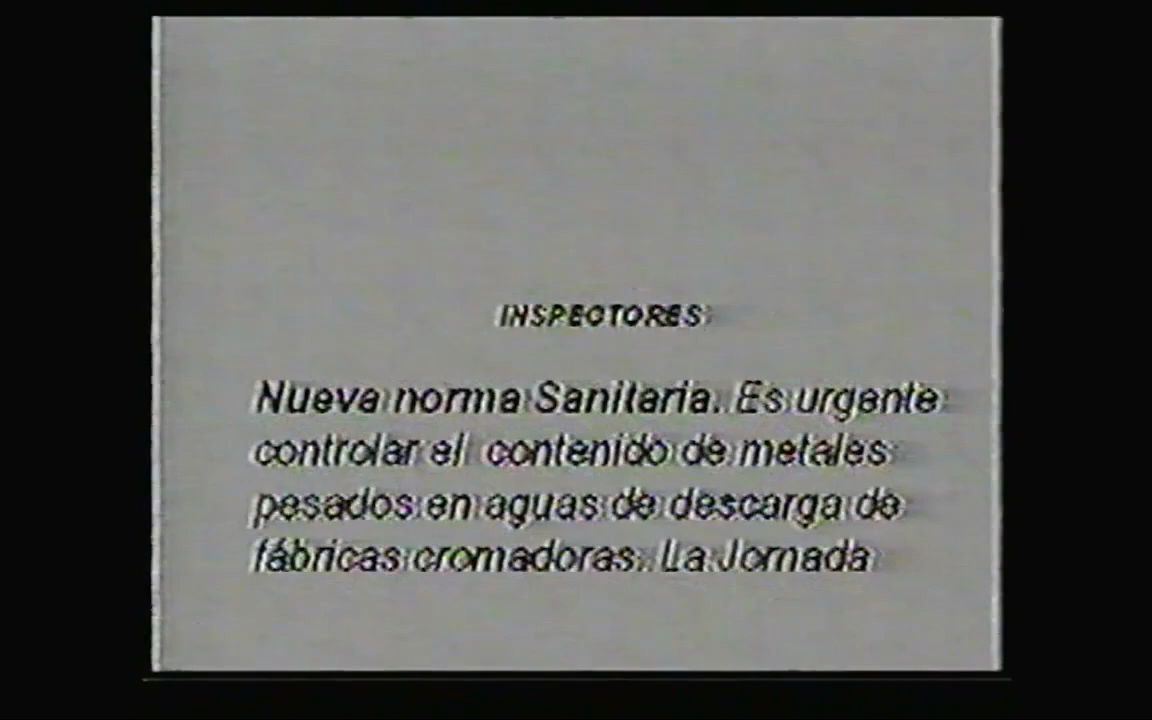 INSPECTORES
Nueva norma Sanitaria. Es urgente
controlar el contenido de metales
pesados en aguas de descarga de
fábricas cromadoras. La Jornada